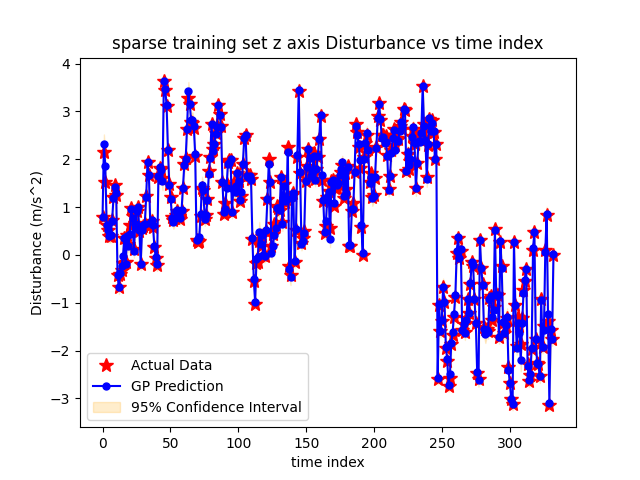 sparse training set z axis Disturbance vs time index
4
3
2
1
0
−1
−2
−3
Disturbance (m/s^2)
Actual Data
GP Prediction
95% Confidence Interval
0 50 100 150 200 250 300
time index